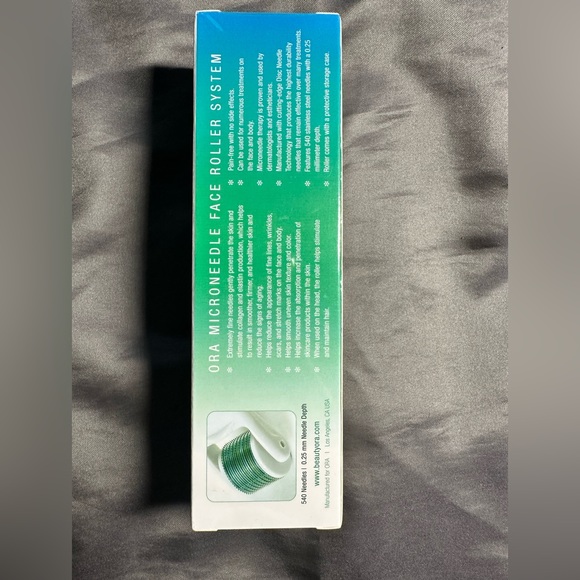 ORA MICRONEEDLE FACE ROLLER SYSTEM
Extremely fine needles gently penetrate the skin and
stimulate collagen and elastin production, which helps
to result in smoother, firmer, and healthier skin and
reduce the signs of aging.
Helps reduce the appearance of fine lines, wrinkles,
scars, and stretch marks on the face and body.
Helps smooth uneven skin texture and color.
Helps increase the absorption and penetration of
skincare products within the skin.
When used on the head, the roller helps stimulate
and maintain hair.
Pain-free with no side effects.
Can be used for numerous treatments on
the face and body.
Microneedle therapy is proven and used by
dermatologists and estheticians.
Manufactured with cutting-edge Disc Needle
Technology that produces the highest durability
needles that remain effective over many treatments.
Features 540 stainless steel needles with a 0.25
millimeter depth.
Roller comes with a protective storage case.
540 Needles | 0.25 mm Needle Depth
www.beautyora.com
Manufactured for ORA | Los Angeles, CA USA